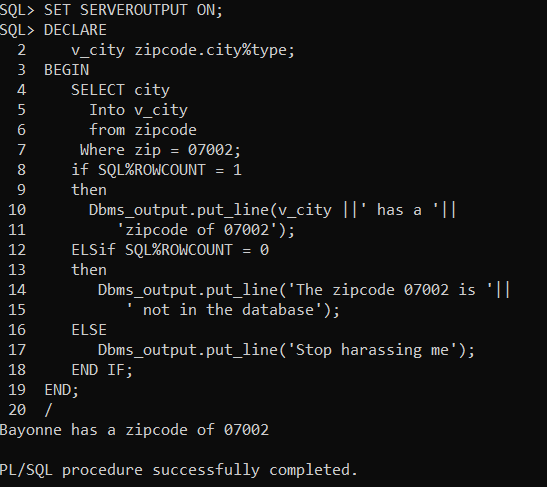 SQL> SET SERVEROUTPUT ON;
SQL> DECLARE
  2     v_city zipcode.city%type;
  3  BEGIN
  4     SELECT city
  5       Into v_city
  6       from zipcode
  7      Where zip = 07002;
  8     if SQL%ROWCOUNT = 1
  9     then
 10       Dbms_output.put_line(v_city ||' has a '||
 11          'zipcode of 07002');
 12     ELSif SQL%ROWCOUNT = 0
 13     then
 14        Dbms_output.put_line('The zipcode 07002 is '||
 15           ' not in the database');
 16     ELSE
 17        Dbms_output.put_line('Stop harassing me');
 18     END IF;
 19  END;
 20  /
Bayonne has a zipcode of 07002

PL/SQL procedure successfully completed.